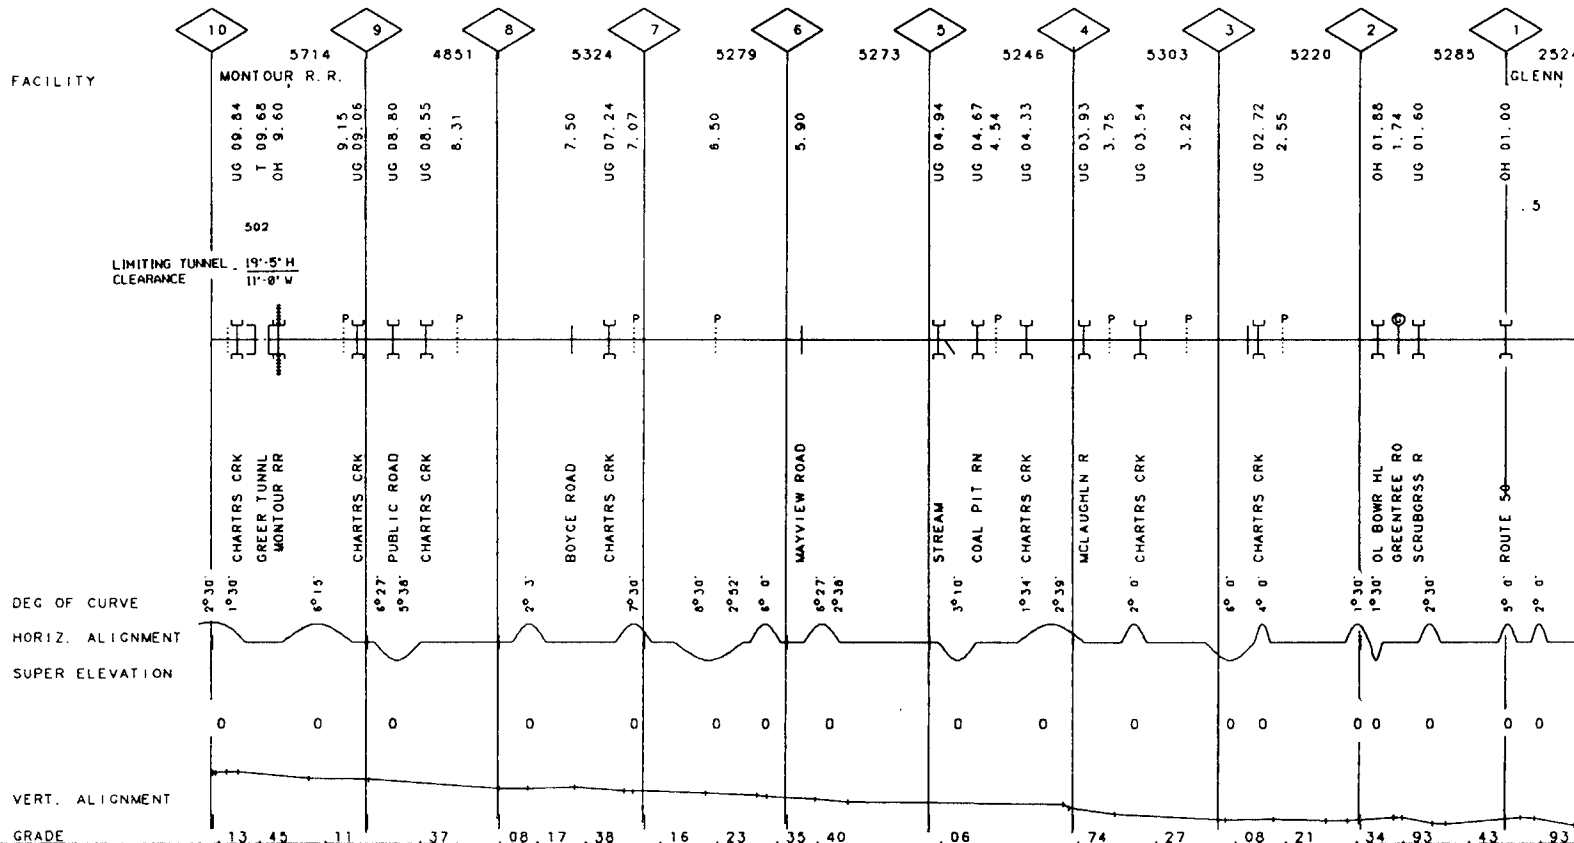 10 9 8 7 6 5 4 3 2 1
5714 4851 5324 5279 5273 5246 5303 5220 5285 2524
FACILITY MONTOUR R.R. GLENN
UG 09.84
T 09.68
OH 9.60
9.15
UG 09.06
UG 08.80
UG 08.55
8.31
7.50
UG 07.24
7.07
6.50
5.90
UG 04.94
UG 04.67
4.54
UG 04.33
UG 03.93
3.75
UG 03.54
3.22
UG 02.72
2.55
OH 01.88
1.74
UG 01.60
OH 01.00
.5
502
LIMITING TUNNEL 19'-5" H
CLEARANCE 11'-0" W
P P P P P P P P G
CHARTRS CRK
GREER TUNNL
MONTOUR RR
CHARTRS CRK
PUBLIC ROAD
CHARTRS CRK
BOYCE ROAD
CHARTRS CRK
MAYVIEW ROAD
STREAM
COAL PIT RN
CHARTRS CRK
MCLAUGHLN R
CHARTRS CRK
CHARTRS CRK
OL BOWR HL
GREENTREE RO
SCRUBGRSS R
ROUTE 50
DEG OF CURVE 2°30' 1°30' 6°15' 6°27' 5°38' 2° 3' 7°30' 8°30' 2°52' 6° 0' 6°27' 2°38' 3°10' 1°34' 2°39' 2° 0' 6° 0' 4° 0' 1°30' 1°30' 2°30' 5° 0' 2° 0'
HORIZ. ALIGNMENT
SUPER ELEVATION
0 0 0 0 0 0 0 0 0 0 0 0 0 0 0 0 0 0
VERT. ALIGNMENT
GRADE .13 .45 .11 .37 .08 .17 .38 .16 .23 .35 .40 .06 .74 .27 .08 .21 .34 .93 .43 .93